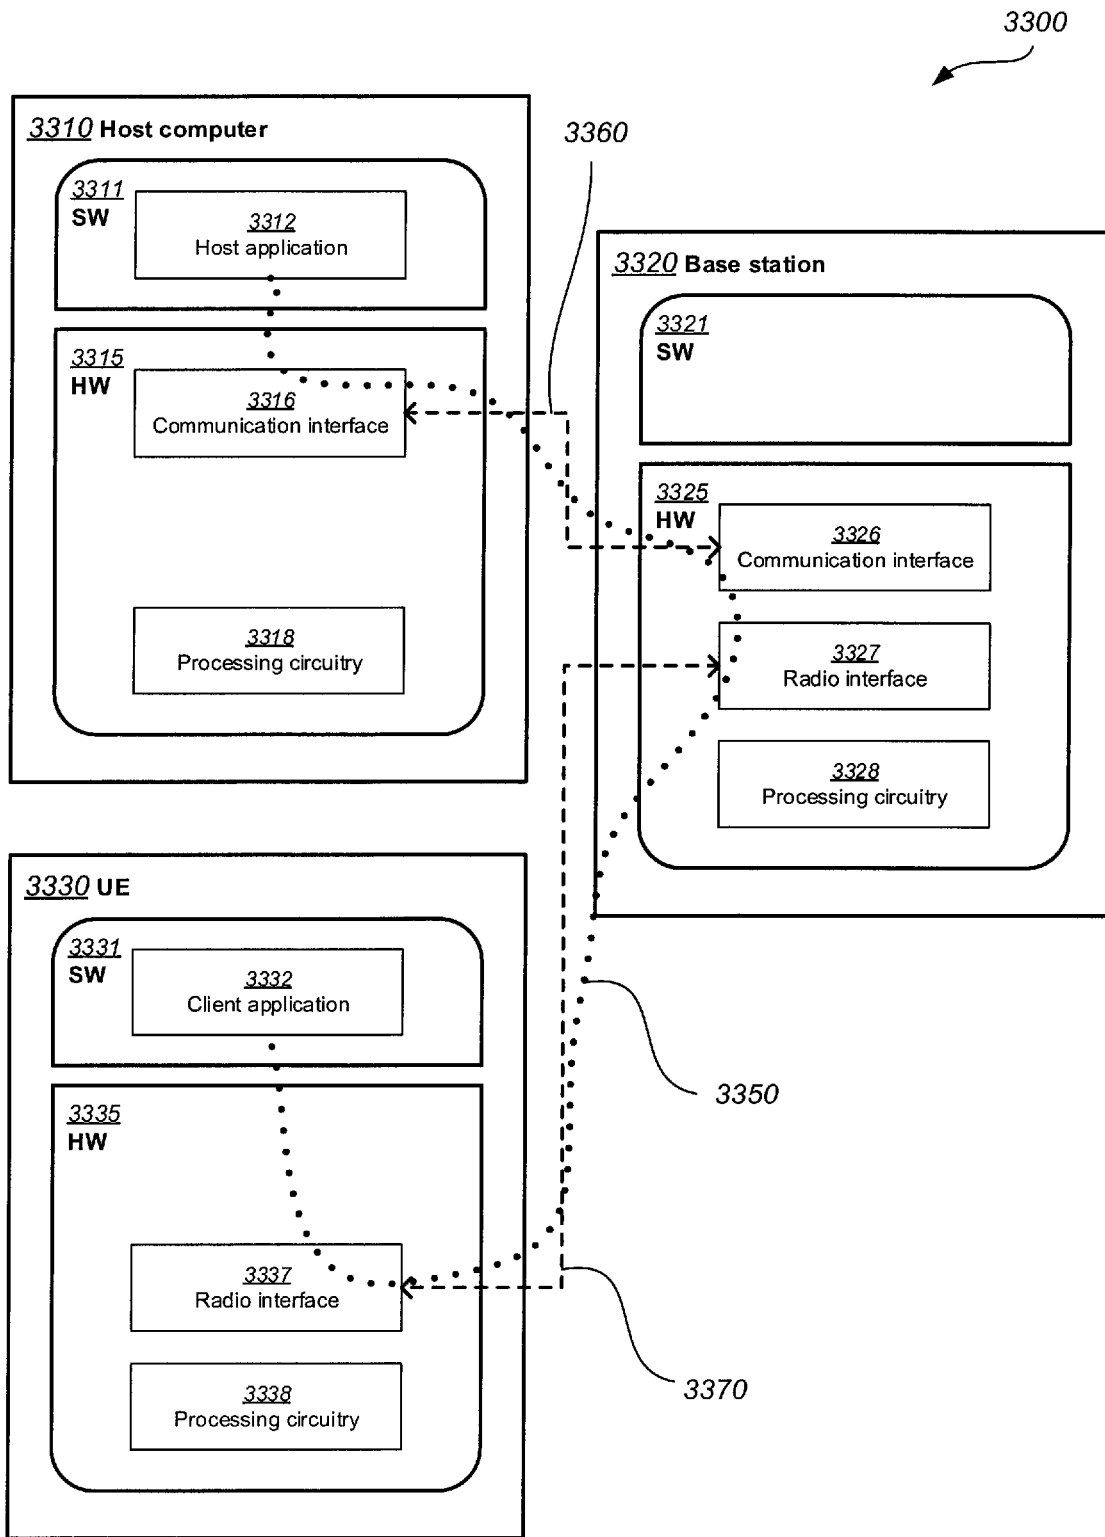 3300
3310 Host computer
3311
SW
3312
Host application
3315
HW
3316
Communication interface
3318
Processing circuitry
3360
3320 Base station
3321
SW
3325
HW
3326
Communication interface
3327
Radio interface
3328
Processing circuitry
3330 UE
3331
SW
3332
Client application
3335
HW
3337
Radio interface
3338
Processing circuitry
3350
3370